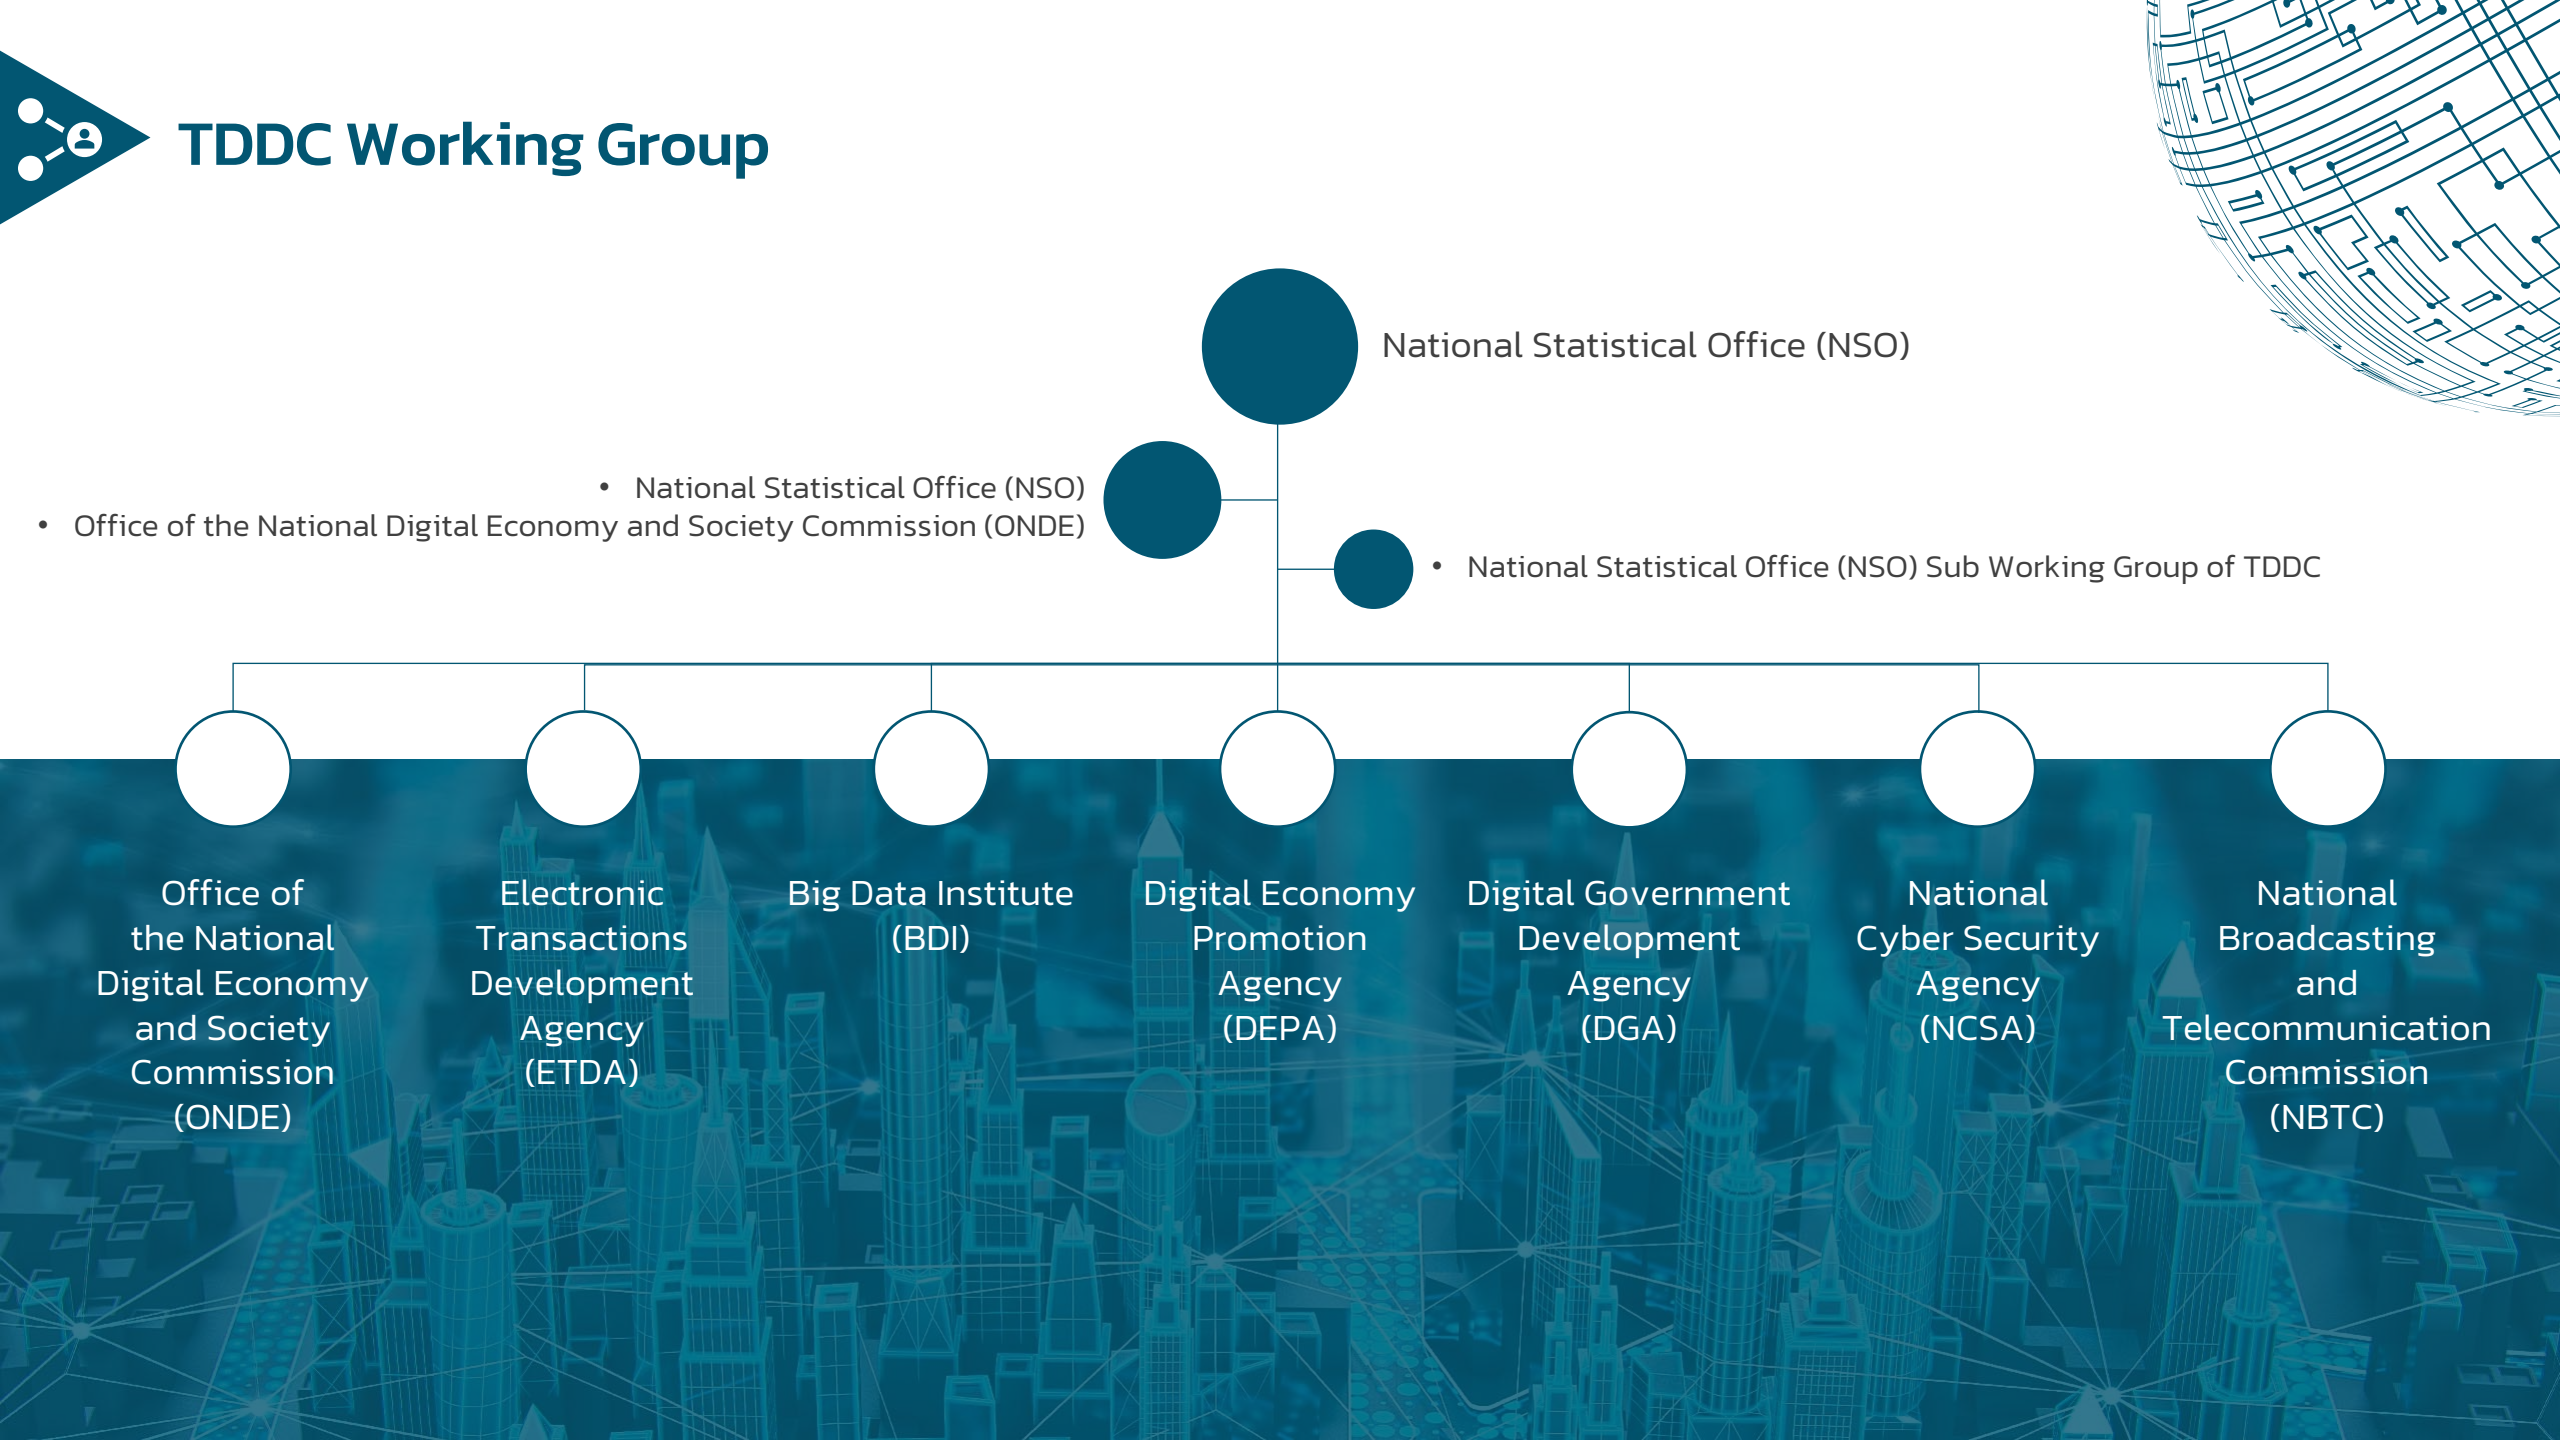 TDDC Working Group
National Statistical Office (NSO)
• National Statistical Office (NSO)
• Office of the National Digital Economy and Society Commission (ONDE)
• National Statistical Office (NSO) Sub Working Group of TDDC
Office of
the National
Digital Economy
and Society
Commission
(ONDE)
Electronic
Transactions
Development
Agency
(ETDA)
Big Data Institute
(BDI)
Digital Economy
Promotion
Agency
(DEPA)
Digital Government
Development
Agency
(DGA)
National
Cyber Security
Agency
(NCSA)
National
Broadcasting
and
Telecommunication
Commission
(NBTC)